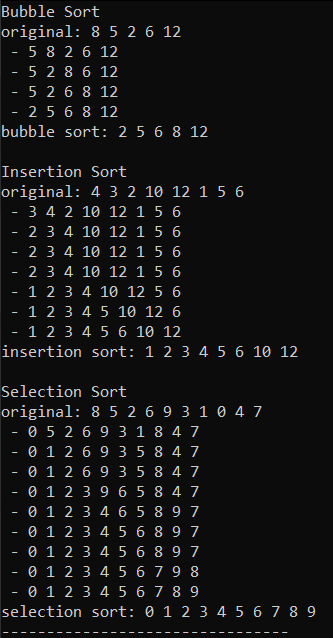 Bubble Sort
original: 8 5 2 6 12
- 5 8 2 6 12
- 5 2 8 6 12
- 5 2 6 8 12
- 2 5 6 8 12
bubble sort: 2 5 6 8 12
Insertion Sort
original: 4 3 2 10 12 1 5 6
- 3 4 2 10 12 1 5 6
- 2 3 4 10 12 1 5 6
- 2 3 4 10 12 1 5 6
- 2 3 4 10 12 1 5 6
- 1 2 3 4 10 12 5 6
- 1 2 3 4 5 10 12 6
- 1 2 3 4 5 6 10 12
insertion sort: 1 2 3 4 5 6 10 12
Selection Sort
original: 8 5 2 6 9 3 1 0 4 7
- 0 5 2 6 9 3 1 8 4 7
- 0 1 2 6 9 3 5 8 4 7
- 0 1 2 6 9 3 5 8 4 7
- 0 1 2 3 9 6 5 8 4 7
- 0 1 2 3 4 6 5 8 9 7
- 0 1 2 3 4 5 6 8 9 7
- 0 1 2 3 4 5 6 8 9 7
- 0 1 2 3 4 5 6 7 9 8
- 0 1 2 3 4 5 6 7 8 9
selection sort: 0 1 2 3 4 5 6 7 8 9
--------------------------------